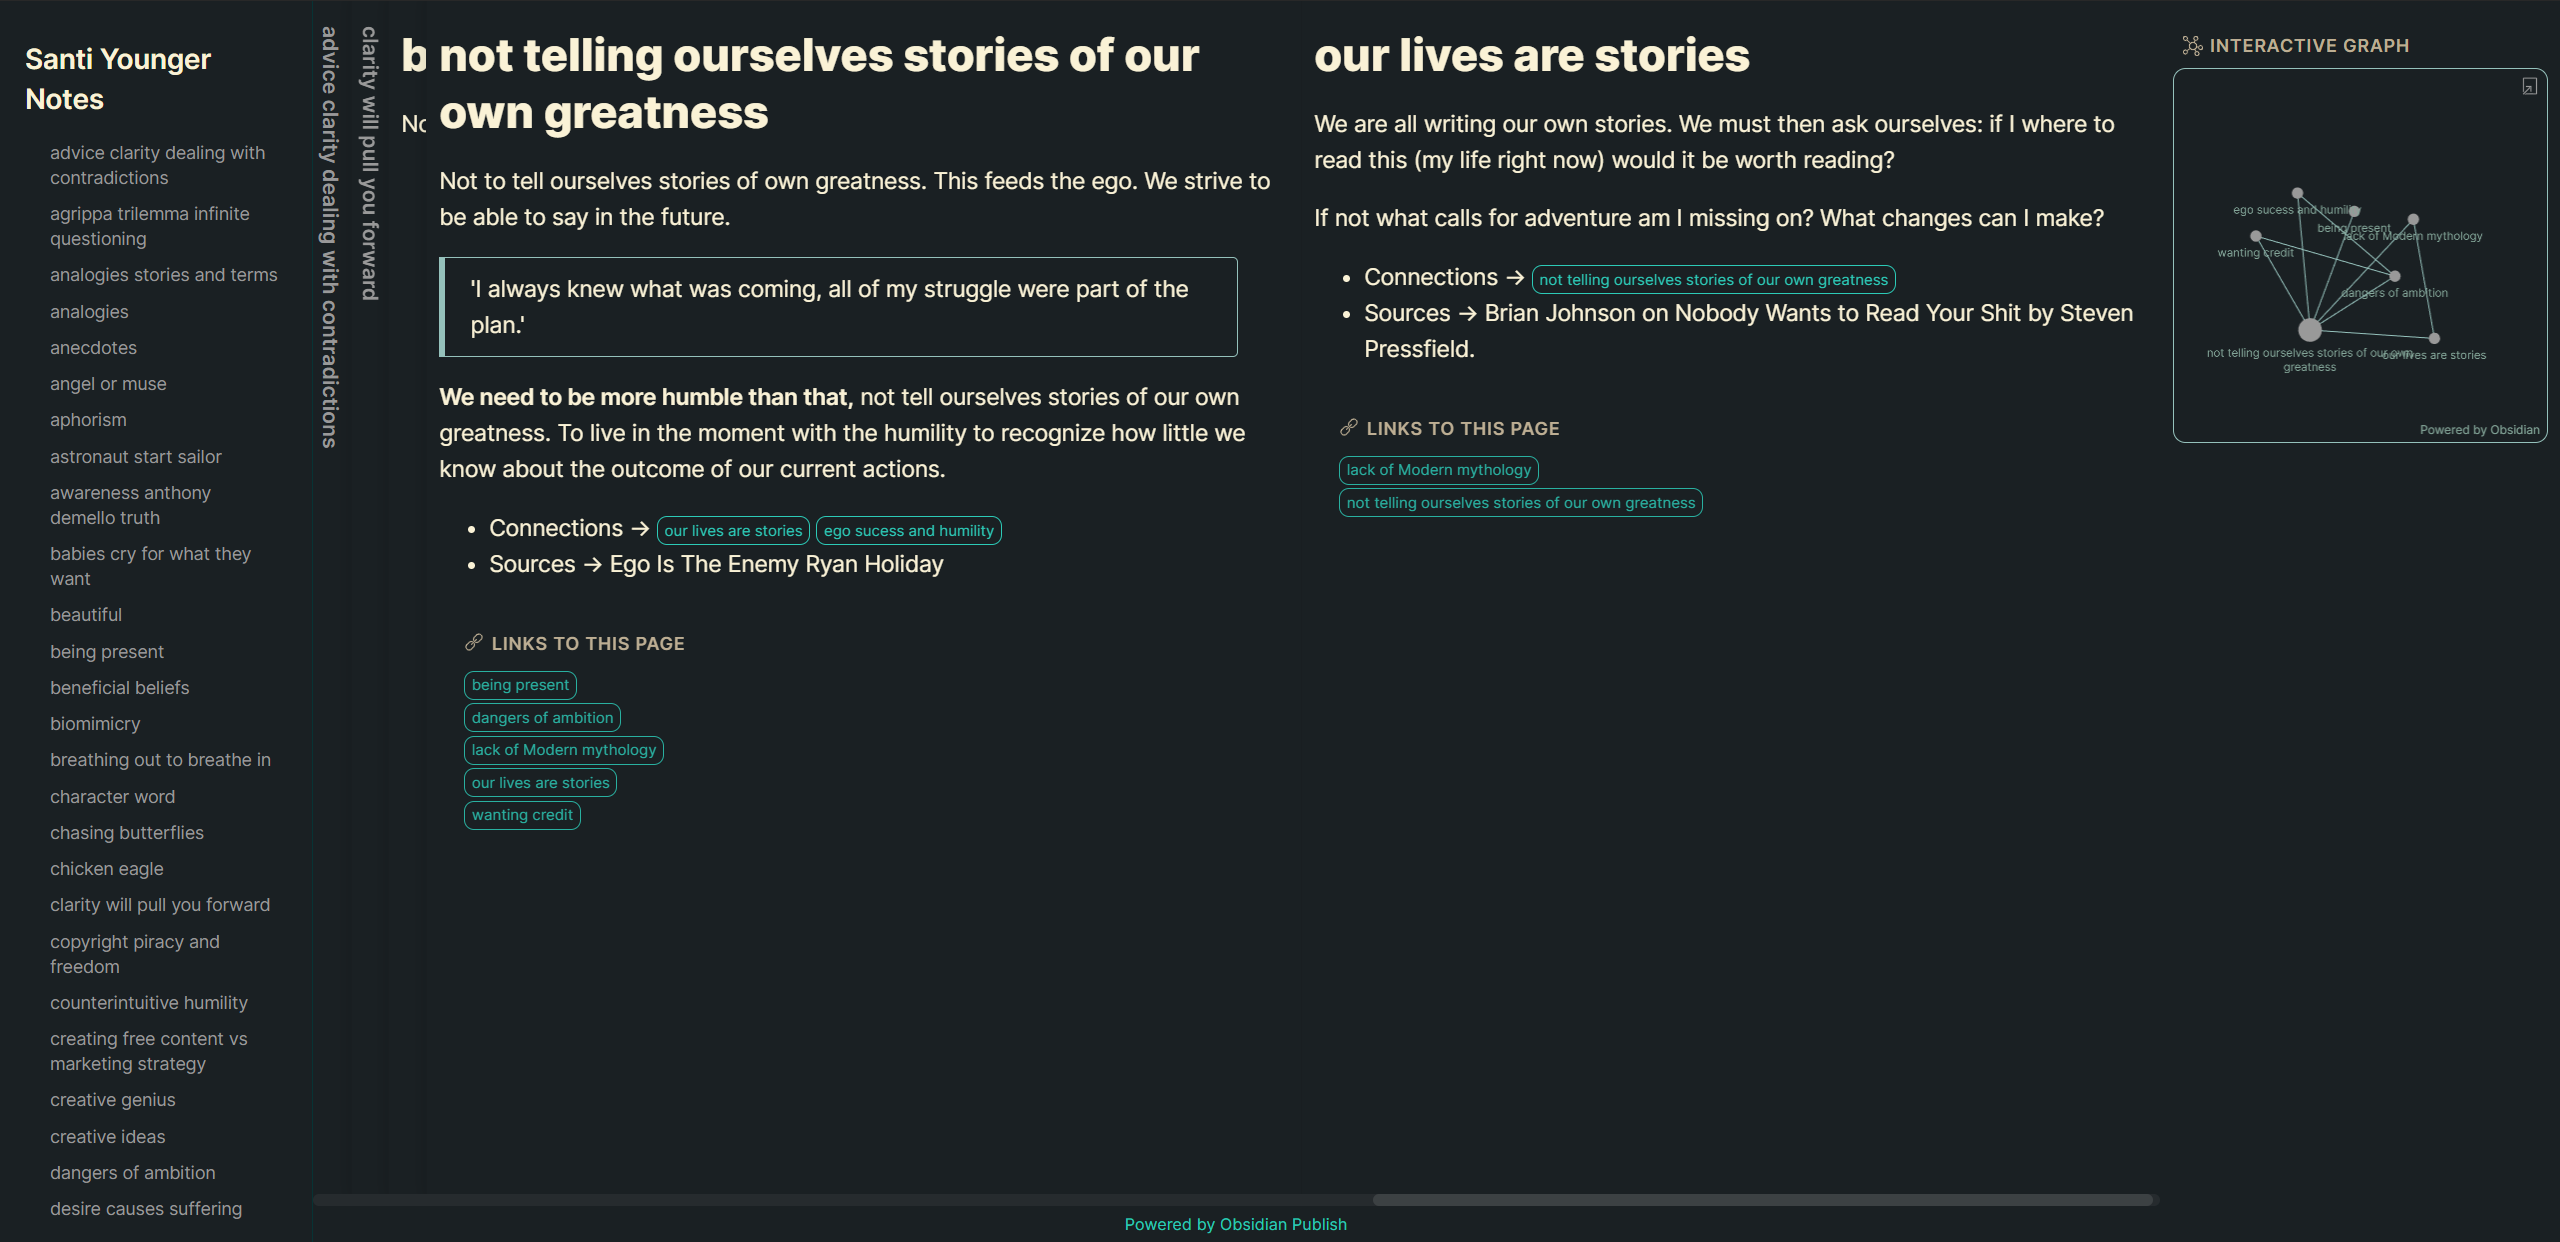 Santi Younger
Notes
advice clarity dealing with
contradictions
agrippa trilemma infinite
questioning
analogies stories and terms
analogies
anecdotes
angel or muse
aphorism
astronaut start sailor
awareness anthony
demello truth
babies cry for what they
want
beautiful
being present
beneficial beliefs
biomimicry
breathing out to breathe in
character word
chasing butterflies
chicken eagle
clarity will pull you forward
copyright piracy and
freedom
counterintuitive humility
creating free content vs
marketing strategy
creative genius
creative ideas
dangers of ambition
desire causes suffering
advice clarity dealing with contradictions
clarity will pull you forward
b
No
not telling ourselves stories of our
own greatness
Not to tell ourselves stories of own greatness. This feeds the ego. We strive to
be able to say in the future.
'I always knew what was coming, all of my struggle were part of the
plan.'
We need to be more humble than that, not tell ourselves stories of our own
greatness. To live in the moment with the humility to recognize how little we
know about the outcome of our current actions.
• Connections → our lives are stories ego sucess and humility
• Sources → Ego Is The Enemy Ryan Holiday
LINKS TO THIS PAGE
being present
dangers of ambition
lack of Modern mythology
our lives are stories
wanting credit
our lives are stories
We are all writing our own stories. We must then ask ourselves: if I where to
read this (my life right now) would it be worth reading?
If not what calls for adventure am I missing on? What changes can I make?
• Connections → not telling ourselves stories of our own greatness
• Sources → Brian Johnson on Nobody Wants to Read Your Shit by Steven
Pressfield.
LINKS TO THIS PAGE
lack of Modern mythology
not telling ourselves stories of our own greatness
INTERACTIVE GRAPH
ego sucess and humility
being present
lack of Modern mythology
wanting credit
dangers of ambition
not telling ourselves stories of our own
greatness
our lives are stories
Powered by Obsidian
Powered by Obsidian Publish